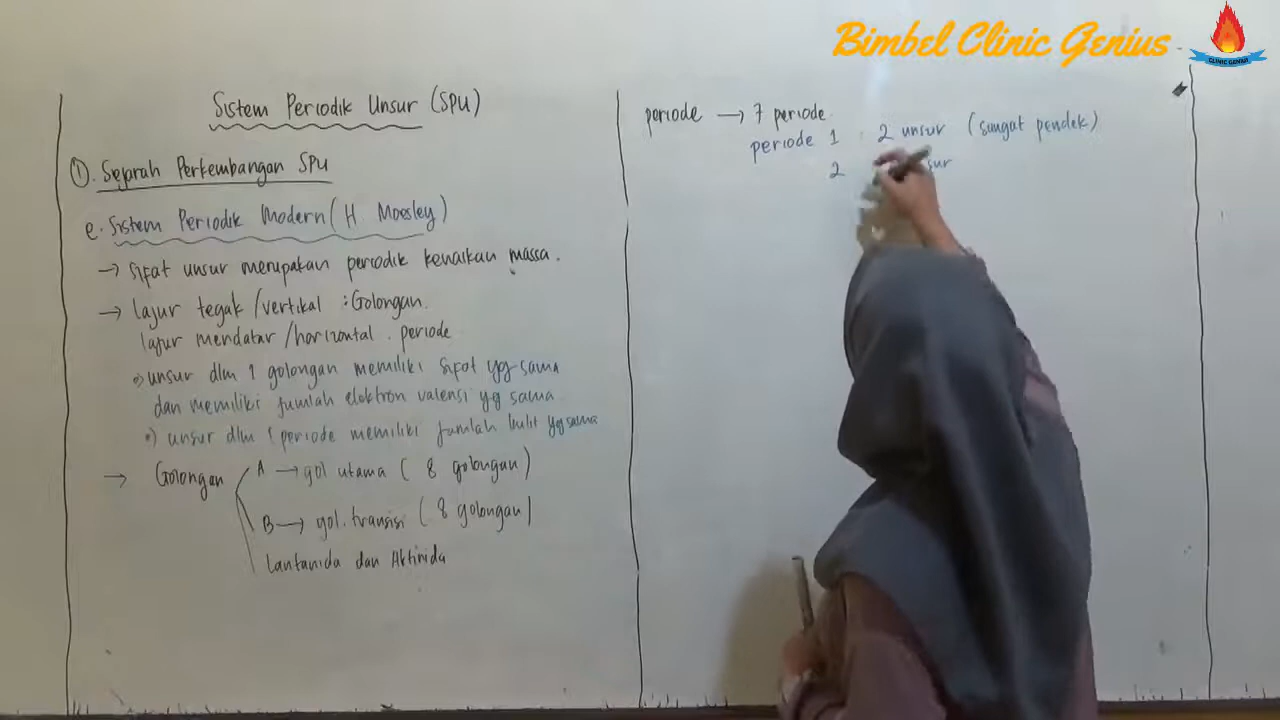 Bimbel Clinic Genius
CLINIC GENIUS
Sistem Periodik Unsur (SPU)
①. Sejarah Perkembangan SPU
e. Sistem Periodik Modern (H Moesley)
→ Sifat unsur merupakan periodik kenaikan massa.
→ lajur tegak /vertikal : Golongan.
lajur mendatar /horizontal . periode
•) unsur dlm 1 golongan memiliki sifat yg sama
dan memiliki jumlah elektron valensi yg sama
•) unsur dlm 1 periode memiliki jumlah kulit yg sama
→ Golongan A → gol utama ( 8 golongan)
B → gol. transisi ( 8 golongan)
Lantanida dan Aktinida
periode → 7 periode.
periode 1 : 2 unsur (sangat pendek)
2 sur